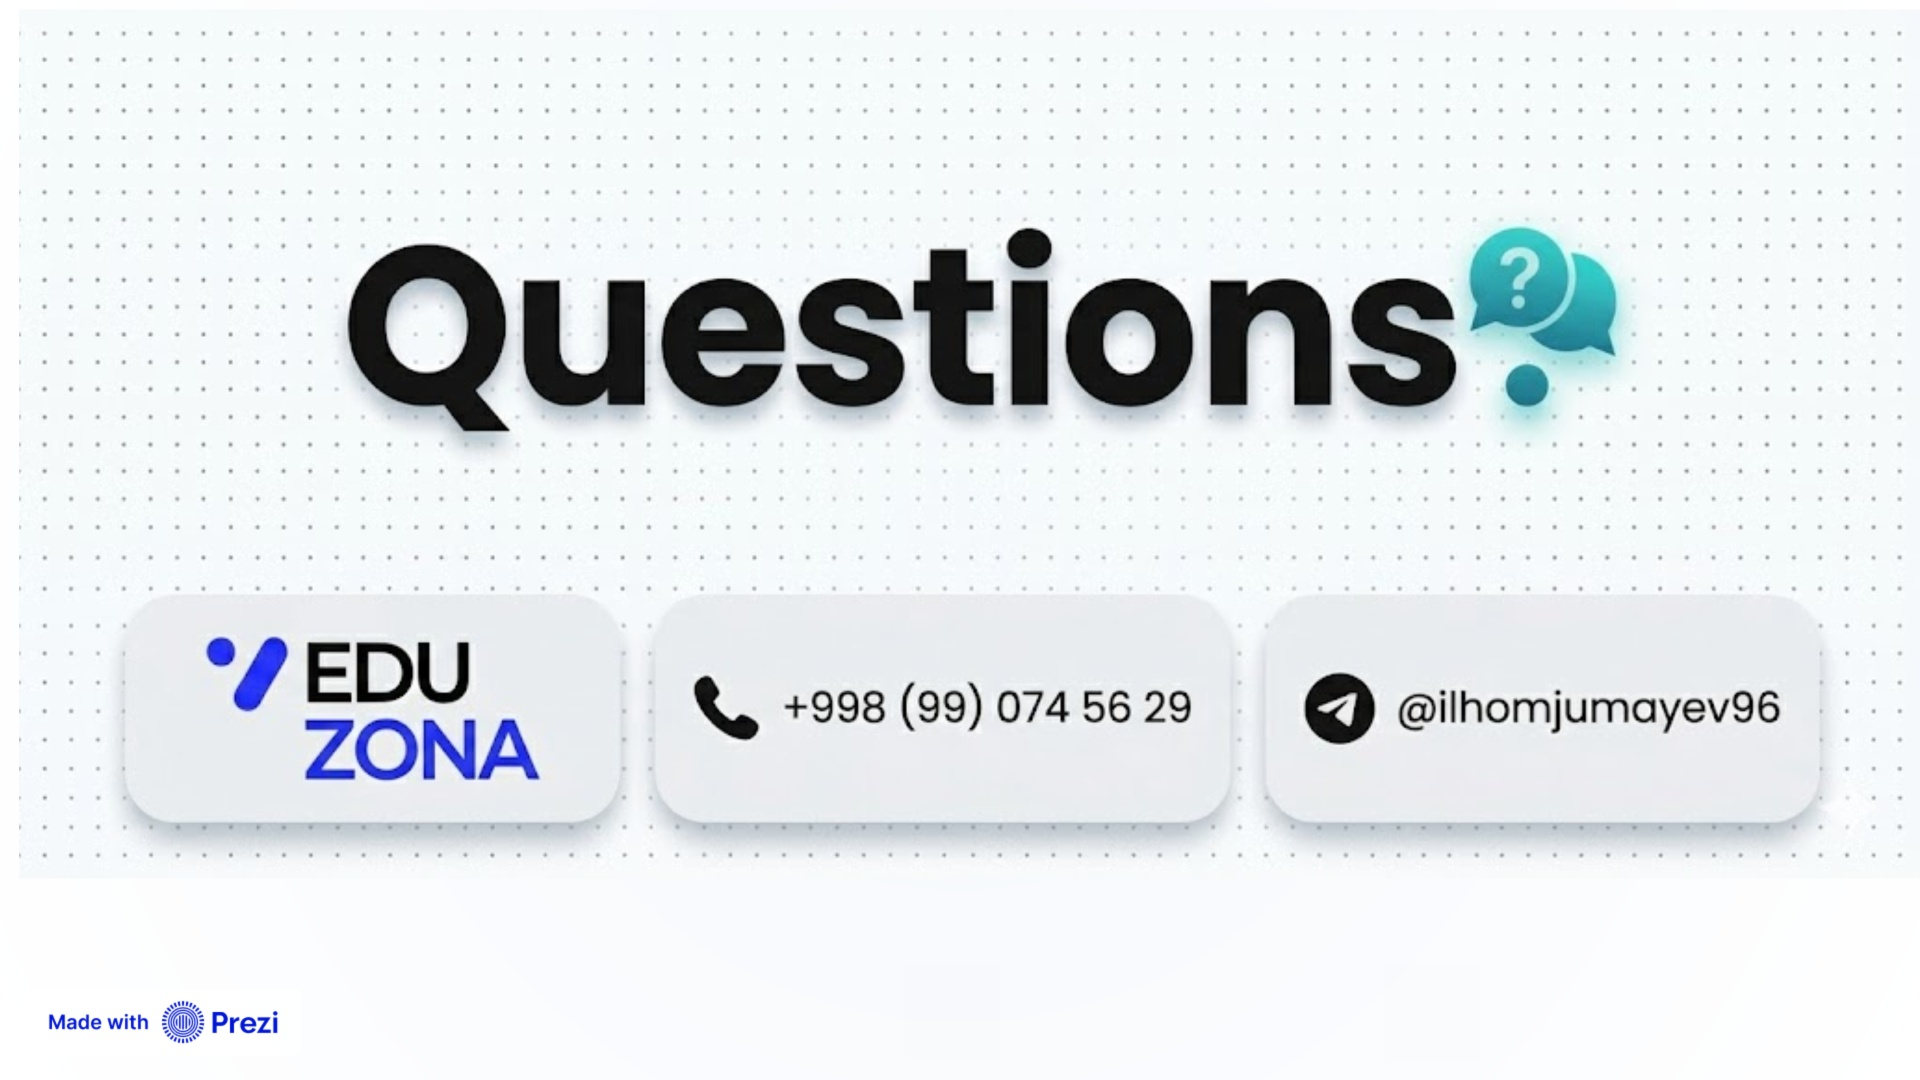 Questions?
EDU
ZONA
+998 (99) 074 56 29
@ilhomjumayev96
Made with Prezi